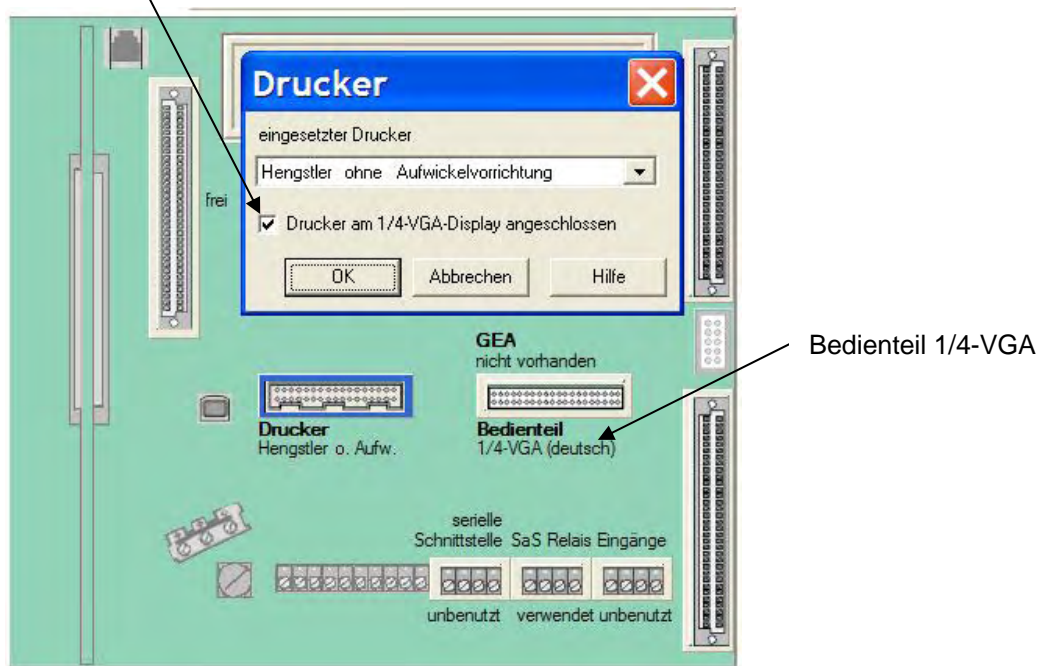 Drucker
eingesetzter Drucker
Hengstler ohne Aufwickelvorrichtung
frei
Drucker am 1/4-VGA-Display angeschlossen
OK Abbrechen Hilfe
GEA
nicht vorhanden
Bedienteil 1/4-VGA
Drucker
Hengstler o. Aufw.
Bedienteil
1/4-VGA (deutsch)
serielle
Schnittstelle SaS Relais Eingänge
unbenutzt verwendet unbenutzt